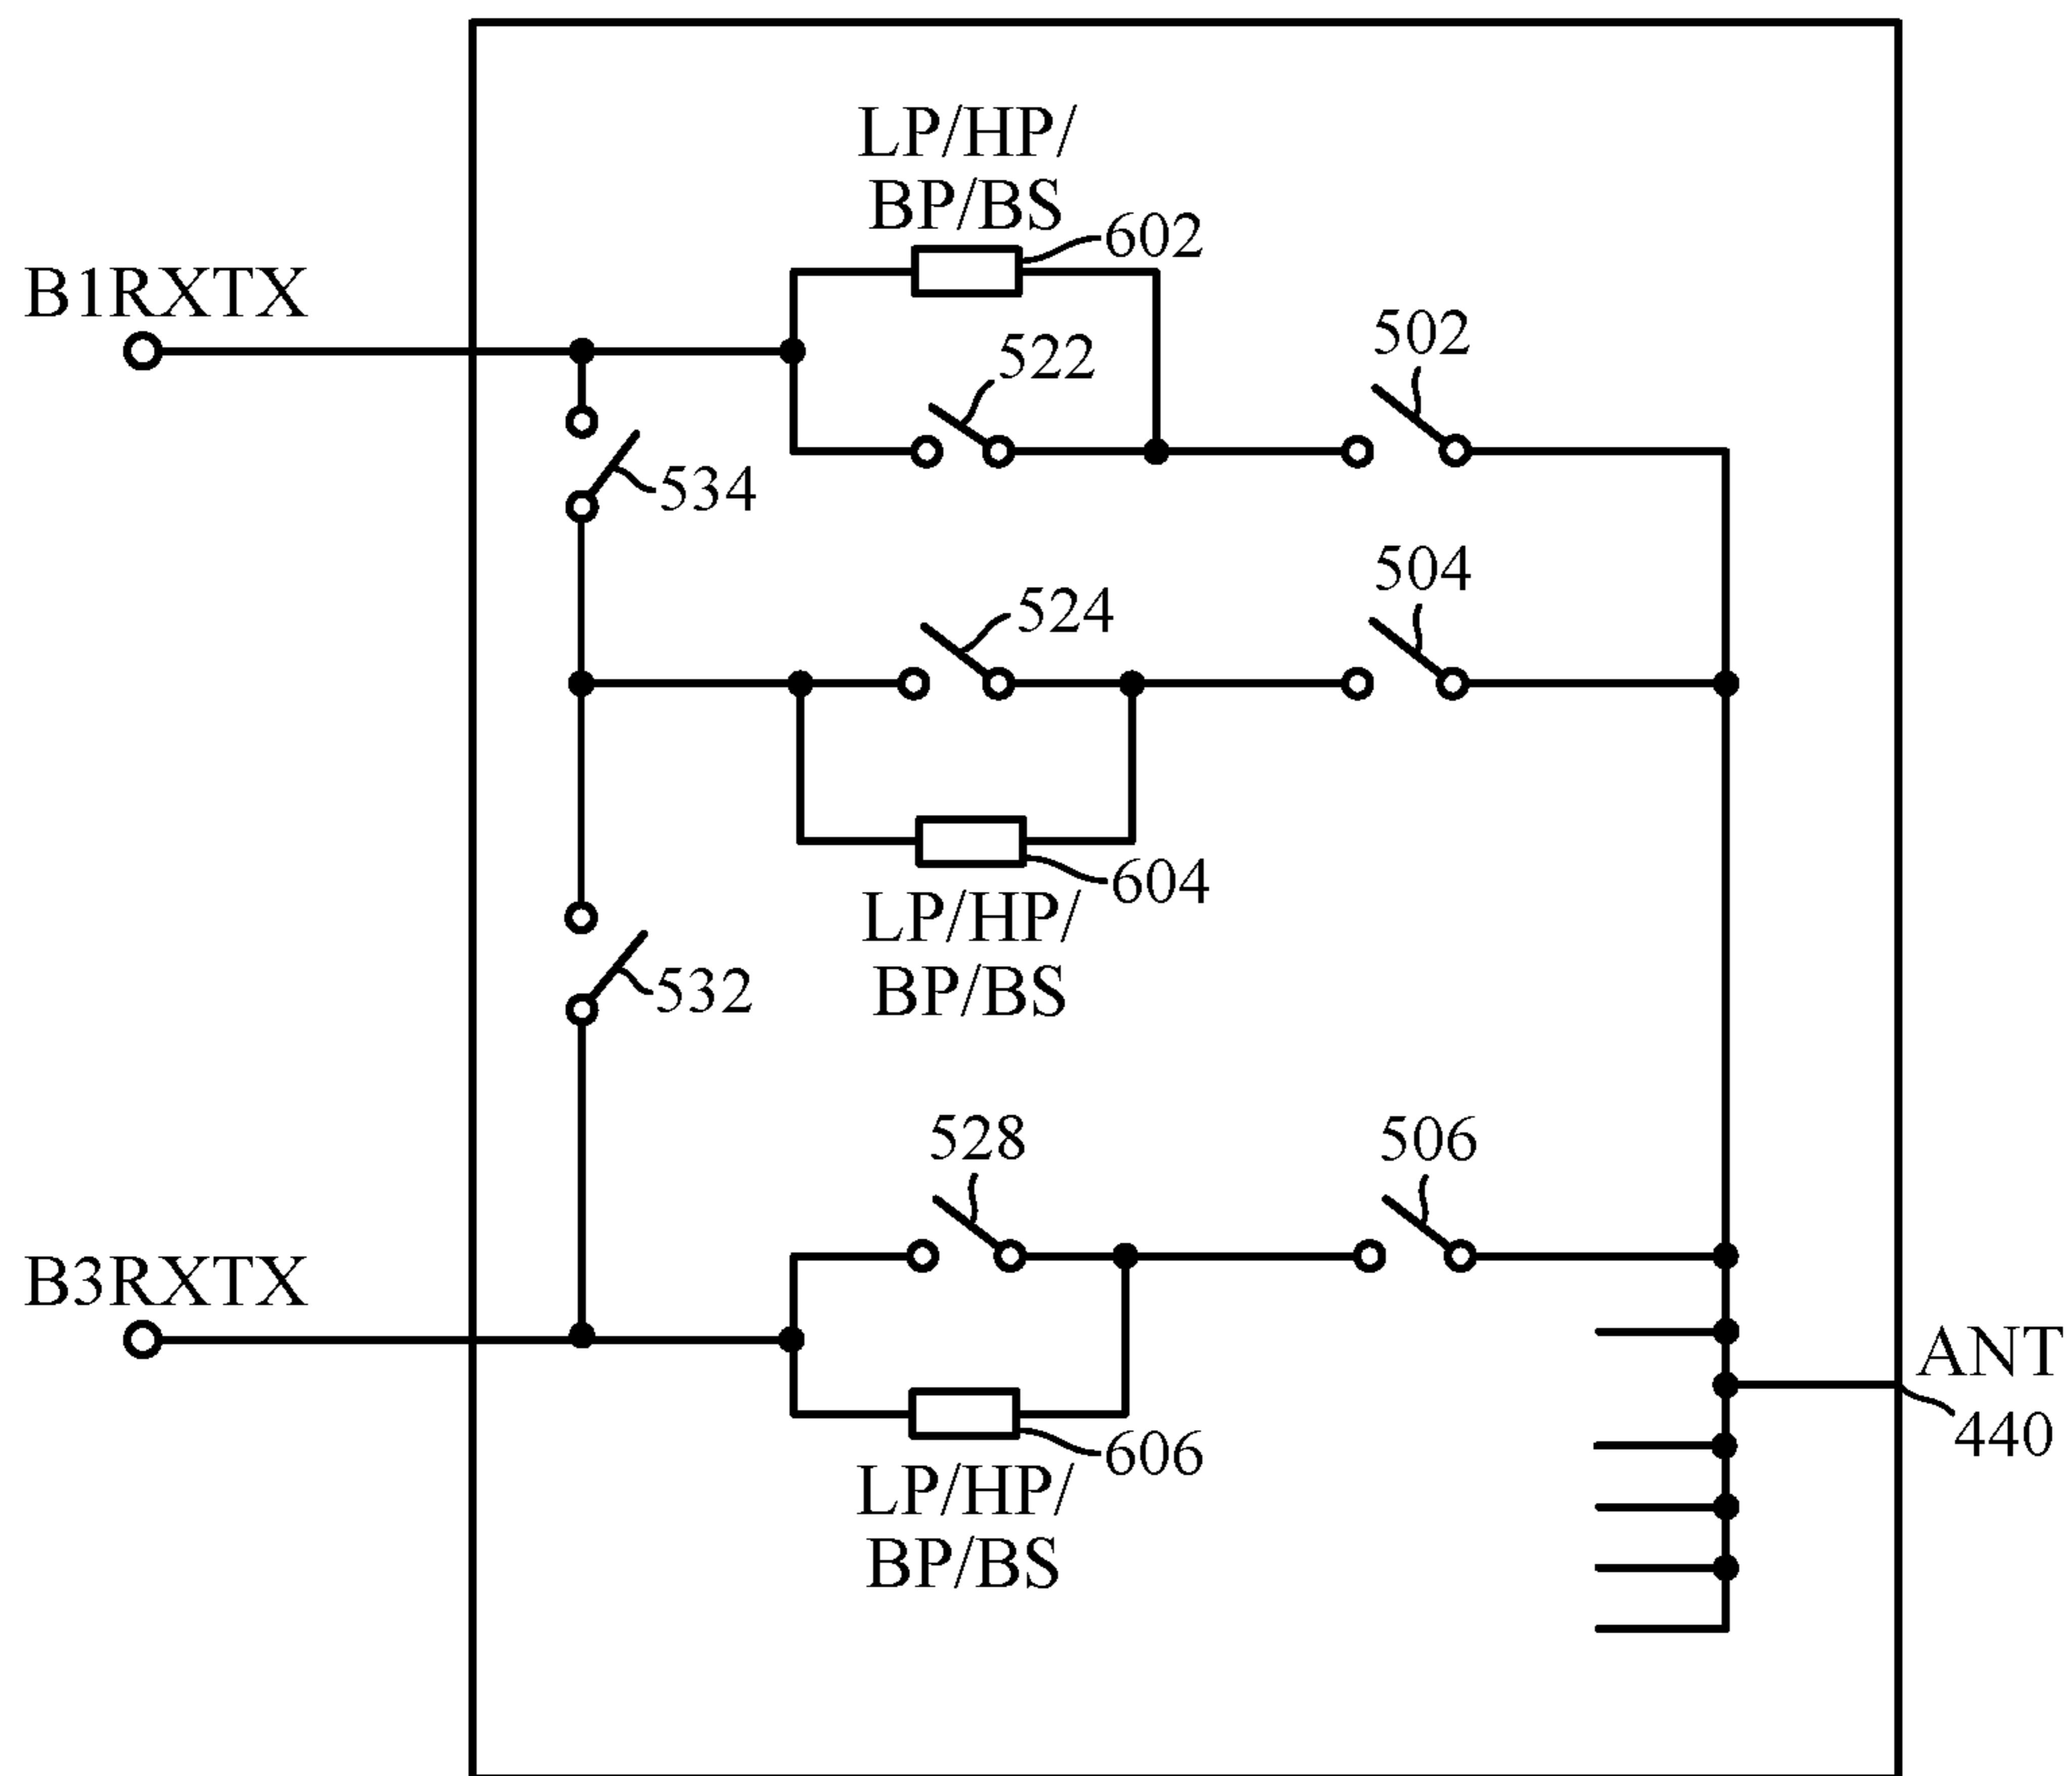 LP/HP/
BP/BS
602
B1RXTX
522
502
534
524
504
604
LP/HP/
BP/BS
532
528
506
B3RXTX
606
LP/HP/
BP/BS
ANT
440